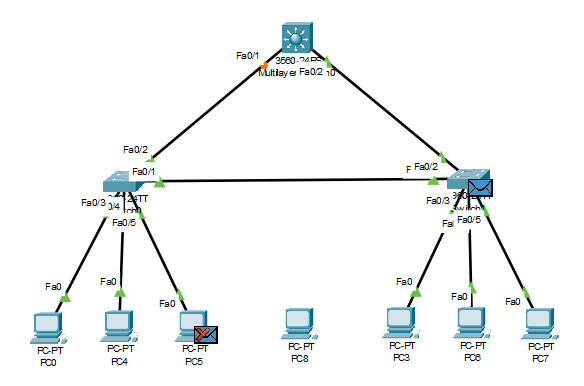 Fa0/1
3560-24PS
Fa0/2
Fa0/2
Fa0/1
Fa0/2
Fa0/3
Fa0/5
Fa0/3
Fa0/5
Fa0
Fa0
Fa0
Fa0
Fa0
Fa0
PC-PT
PC0
PC-PT
PC4
PC-PT
PC5
PC-PT
PC8
PC-PT
PC3
PC-PT
PC6
PC-PT
PC7